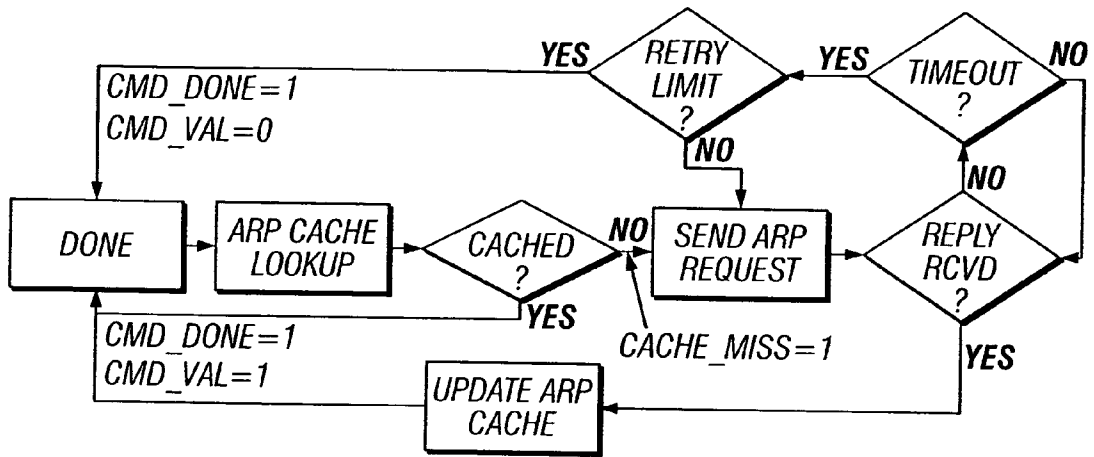 YES
RETRY
LIMIT
?
YES
TIMEOUT
?
NO
CMD_DONE=1
CMD_VAL=0
NO
NO
DONE
ARP CACHE
LOOKUP
CACHED
?
NO
SEND ARP
REQUEST
REPLY
RCVD
?
YES
CMD_DONE=1
CMD_VAL=1
CACHE_MISS=1
YES
UPDATE ARP
CACHE